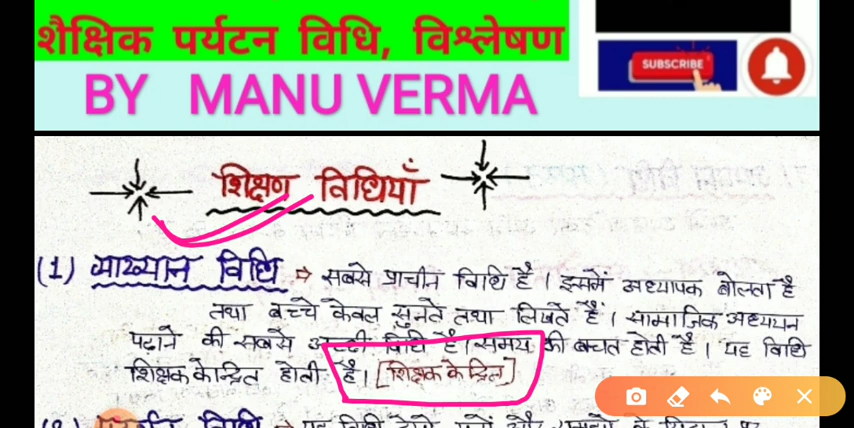 शैक्षिक पर्यटन विधि, विश्लेषण
BY MANU VERMA
SUBSCRIBE
शिक्षण विधियाँ
(1) व्याख्यान विधि ⇒ सबसे प्राचीन विधि है। इसमें अध्यापक बोलता है
तथा बच्चे केवल सुनते तथा लिखते हैं। सामाजिक अध्ययन
पढ़ाने की सबसे अच्छी विधि है। समय की बचत होती है। यह विधि
शिक्षक केन्द्रित होती है। [शिक्षक केन्द्रित]